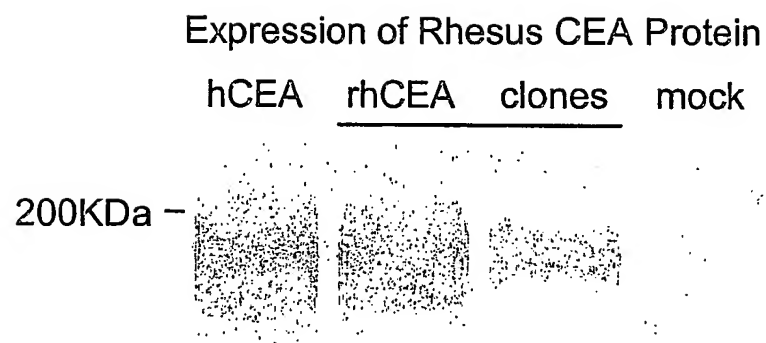 Expression of Rhesus CEA Protein
hCEA rhCEA clones mock
200KDa –